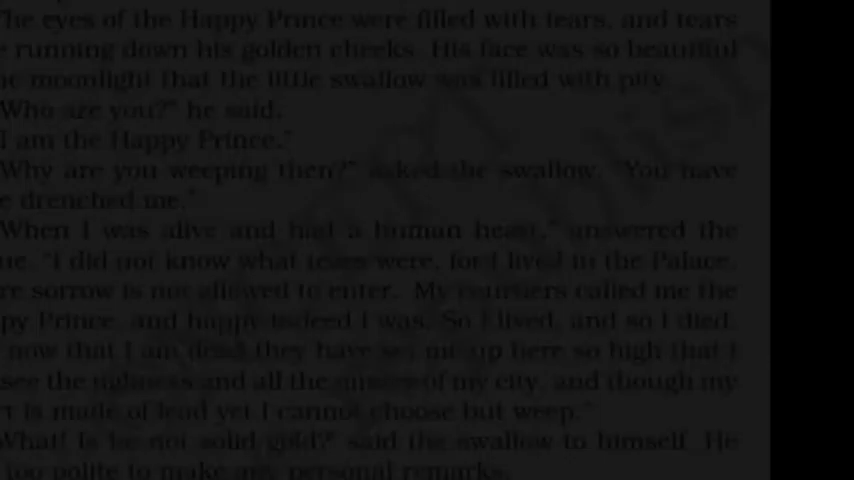 The eyes of the Happy Prince were filled with tears, and tears
running down his golden cheeks. His face was so beautiful
moonlight that the little swallow was filled with pity.
Who are you?" he said.
I am the Happy Prince."
Why are you weeping then?" asked the swallow. "You have
drenched me."
When I was alive and had a human heart," answered the
"I did not know what tears were, for I lived in the Palace,
sorrow is not allowed to enter. My courtiers called me the
py Prince, and happy indeed I was. So I lived, and so I died.
now that I am dead they have set me up here so high that I
see the ugliness and all the misery of my city, and though my
is made of lead yet I cannot choose but weep."
What! Is he not solid gold?" said the swallow to himself. He
too polite to make any personal remarks.